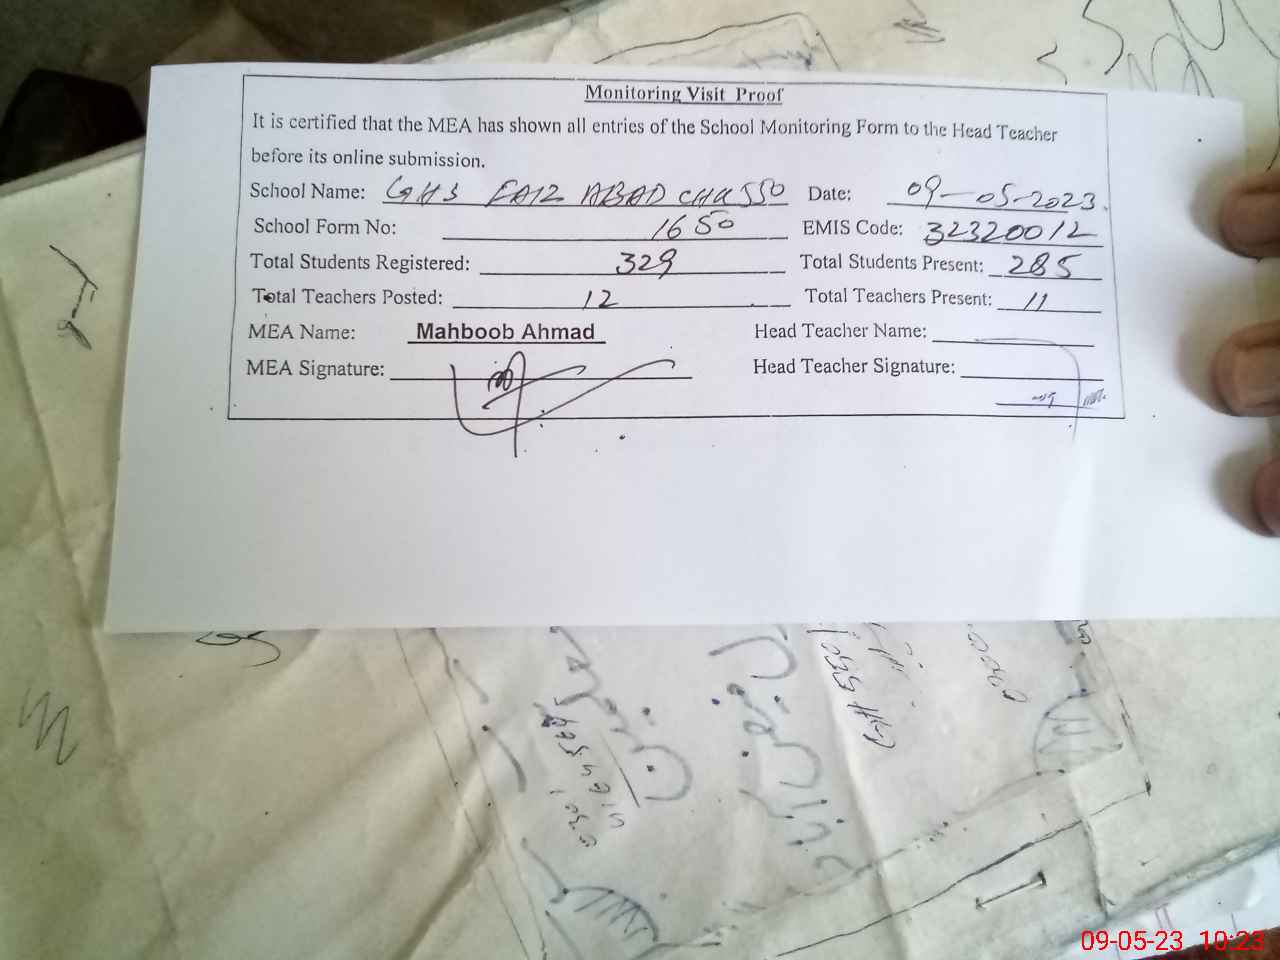 Monitoring Visit Proof
It is certified that the MEA has shown all entries of the School Monitoring Form to the Head Teacher
before its online submission.
School Name: GHS FAIZ ABAD CHUSSO Date: 09-05-2023.
School Form No: 1650 EMIS Code: 32320012
Total Students Registered: 329 Total Students Present: 285
Total Teachers Posted: 12 Total Teachers Present: 11
MEA Name: Mahboob Ahmad Head Teacher Name:
MEA Signature: Head Teacher Signature:
09-05-23 10:23